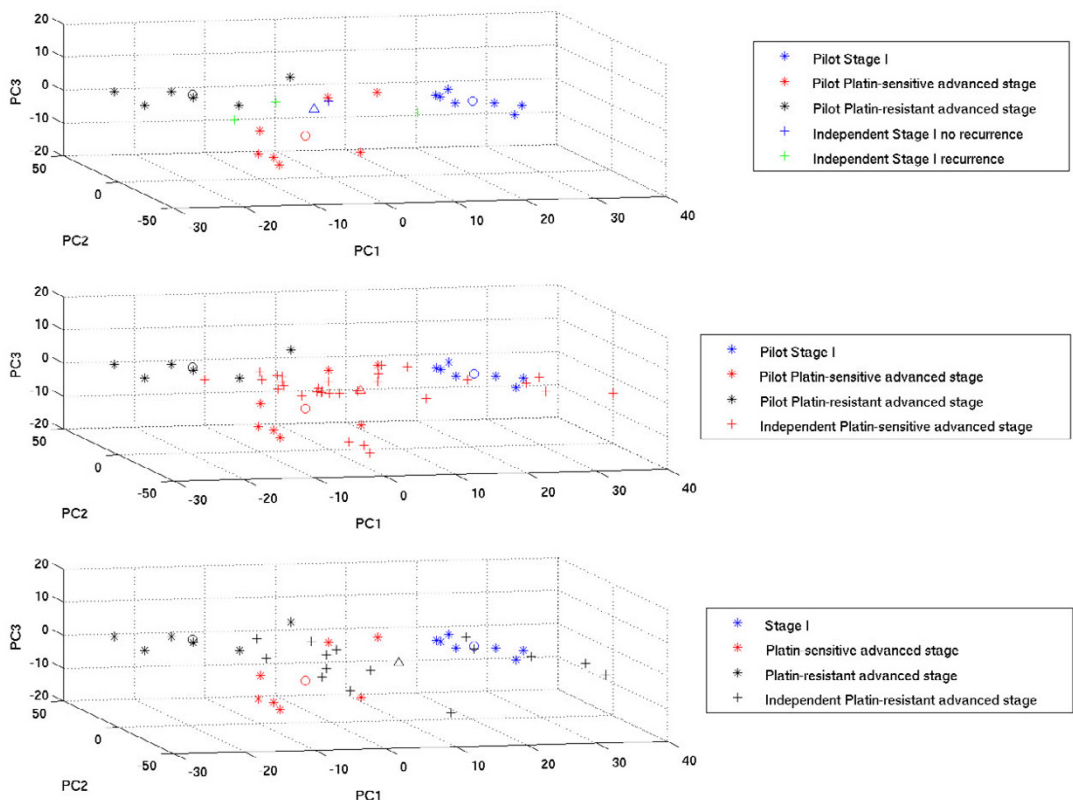 20
10
0
-10
-20
PC3
50
0
-50
PC2
-30
-20
-10
0
10
20
30
40
PC1
Pilot Stage I
Pilot Platin-sensitive advanced stage
Pilot Platin-resistant advanced stage
Independent Stage I no recurrence
Independent Stage I recurrence
20
10
0
-10
-20
PC3
50
0
-50
PC2
-30
-20
-10
0
10
20
30
40
PC1
Pilot Stage I
Pilot Platin-sensitive advanced stage
Pilot Platin-resistant advanced stage
Independent Platin-sensitive advanced stage
20
10
0
-10
-20
PC3
50
0
-50
PC2
-30
-20
-10
0
10
20
30
40
PC1
Stage I
Platin-sensitive advanced stage
Platin-resistant advanced stage
Independent Platin-resistant advanced stage